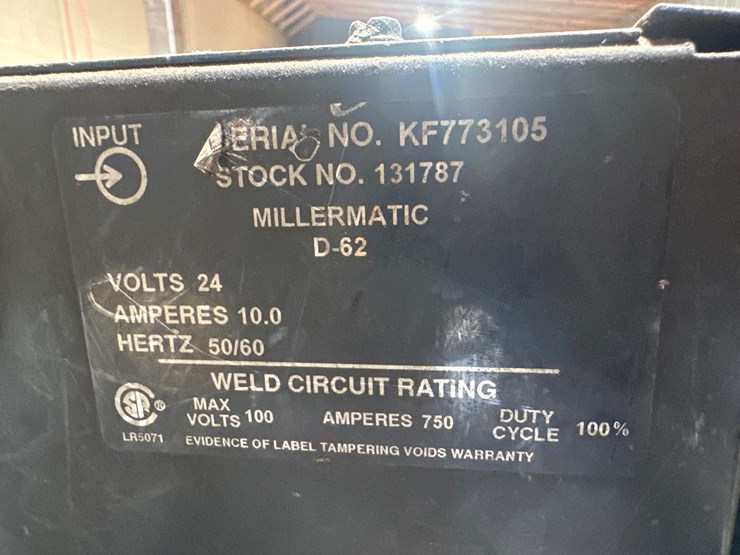 INPUT
SERIAL NO. KF773105
STOCK NO. 131787
MILLERMATIC
D-62
VOLTS 24
AMPERES 10.0
HERTZ 50/60
WELD CIRCUIT RATING
MAX VOLTS 100 AMPERES 750 DUTY CYCLE 100%
LR5071
EVIDENCE OF LABEL TAMPERING VOIDS WARRANTY